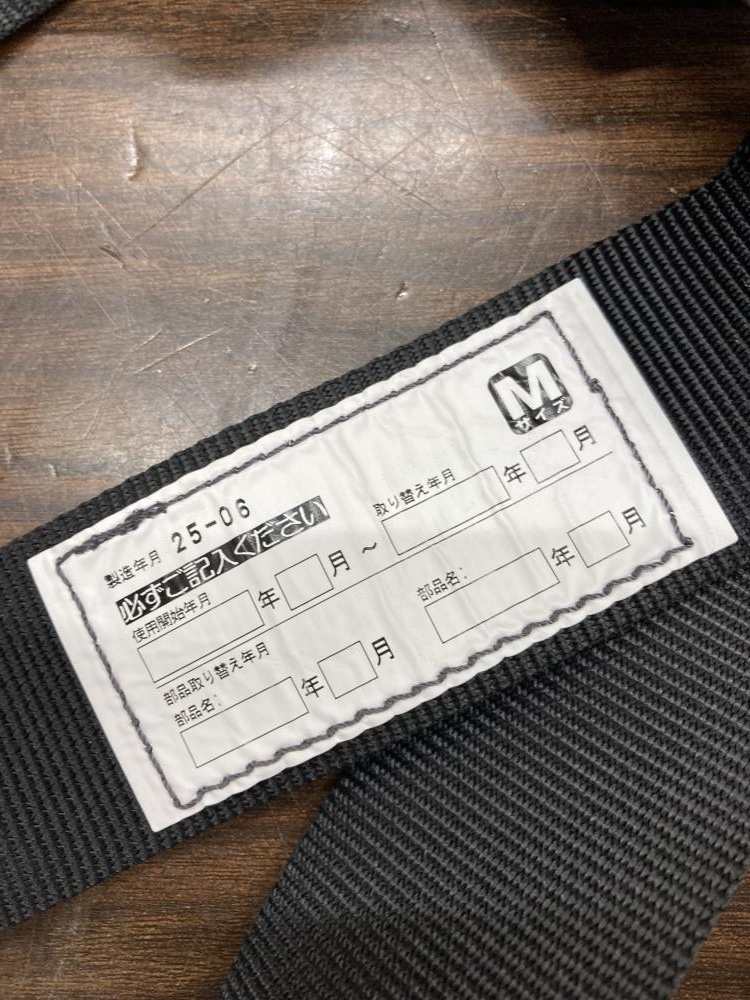 M
サイズ
製造年月 25-06
必ずご記入ください
使用開始年月 年 月 ～ 取り替え年月 年 月
部品取り替え年月
部品名: 年 月 部品名: 年 月